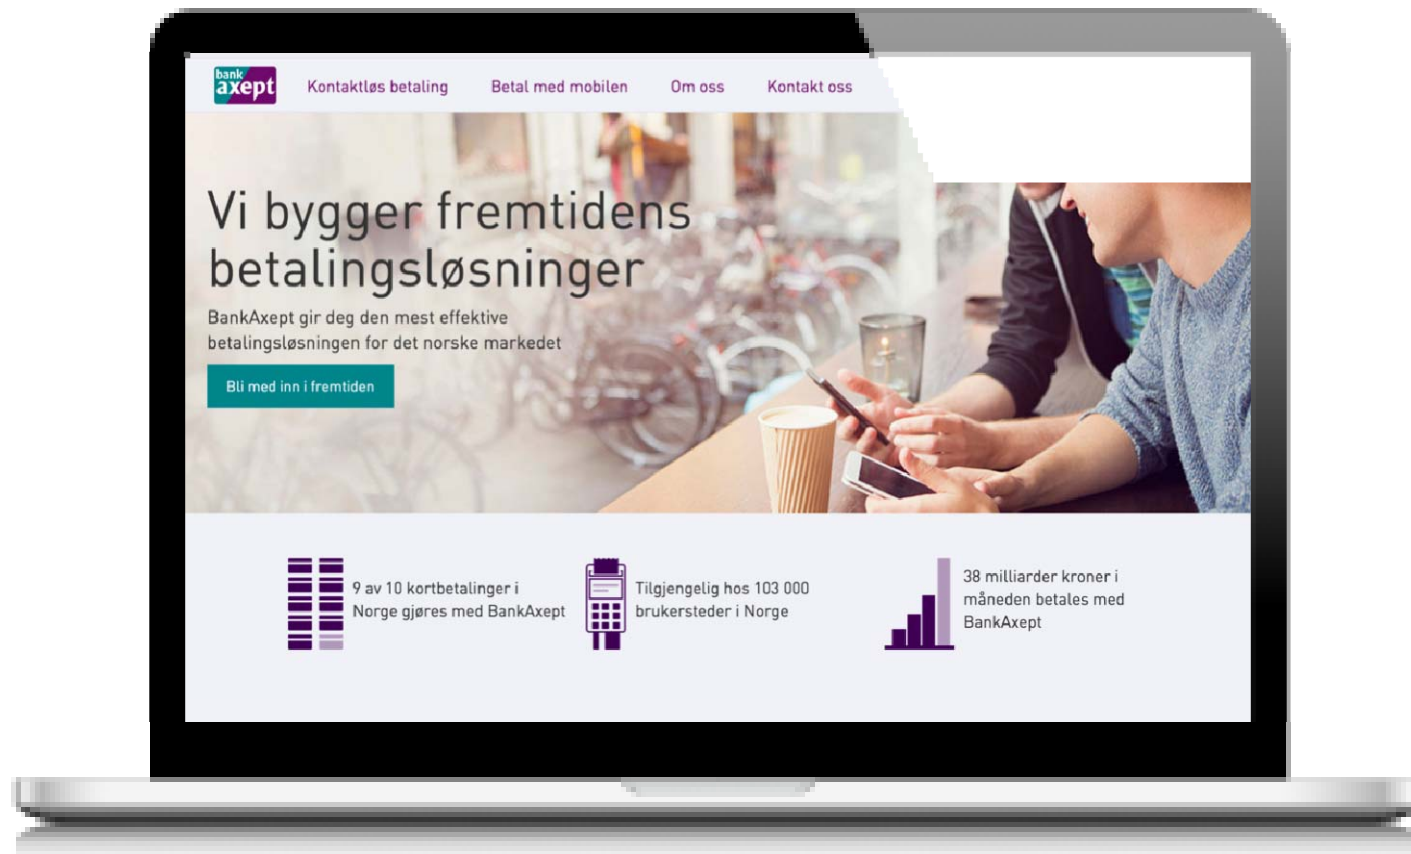 bank
axept
Kontaktløs betaling Betal med mobilen Om oss Kontakt oss
Vi bygger fremtidens
betalingsløsninger
BankAxept gir deg den mest effektive
betalingsløsningen for det norske markedet
Bli med inn i fremtiden
9 av 10 kortbetalinger i
Norge gjøres med BankAxept
Tilgjengelig hos 103 000
brukersteder i Norge
38 milliarder kroner i
måneden betales med
BankAxept